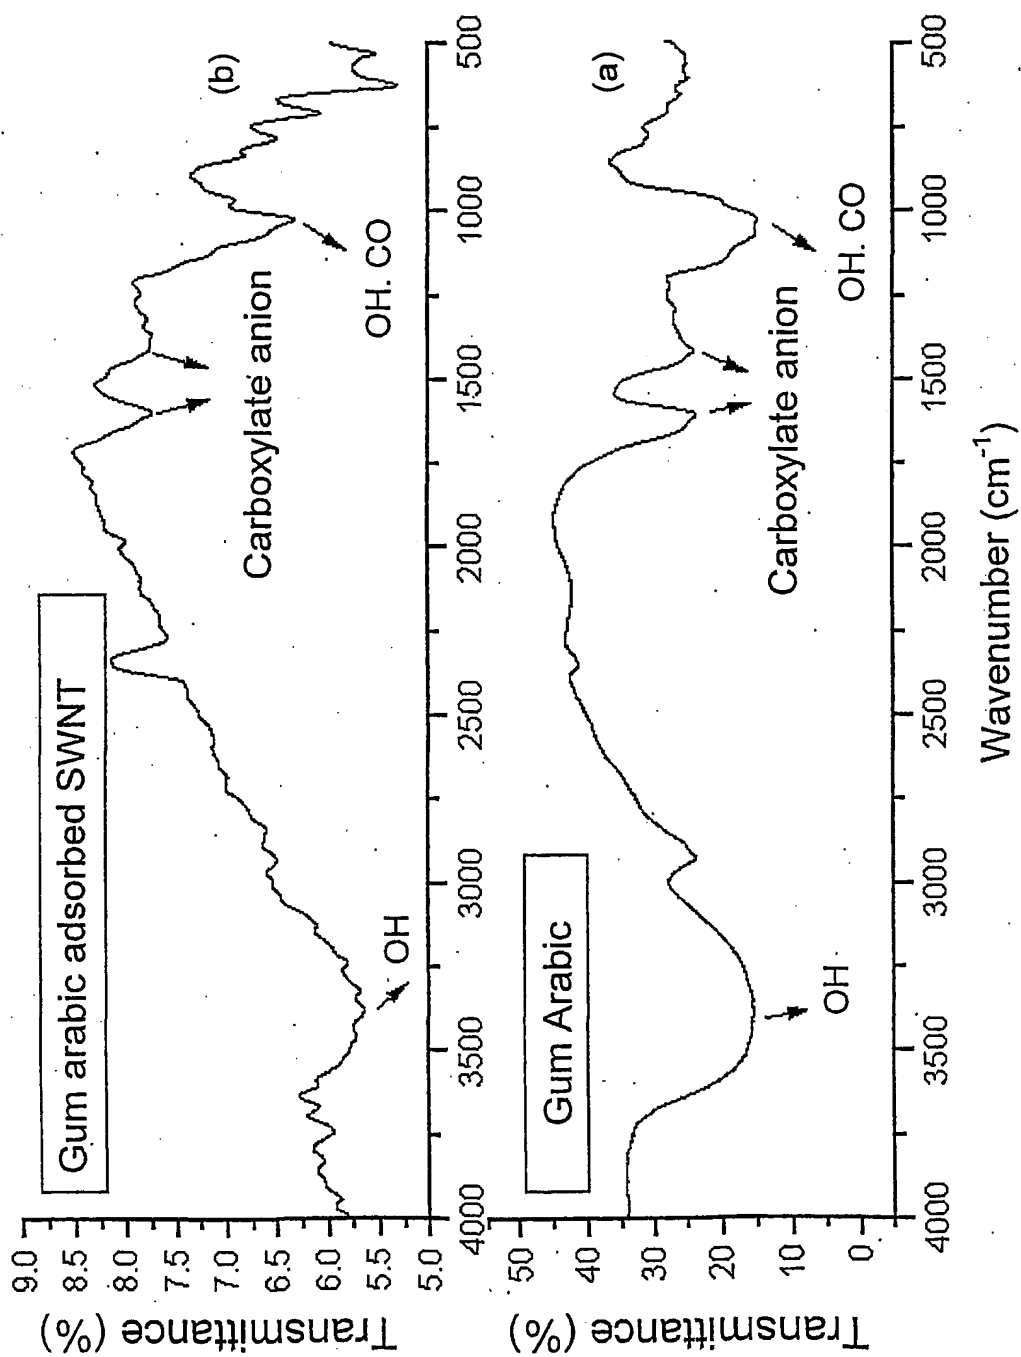 Gum arabic adsorbed SWNT
(b)
Transmittance (%)
9.0
8.5
8.0
7.5
7.0
6.5
6.0
5.5
5.0
OH
Carboxylate anion
OH. CO
4000
3500
3000
2500
2000
1500
1000
500
Gum Arabic
(a)
Transmittance (%)
50
40
30
20
10
0
OH
Carboxylate anion
OH. CO
4000
3500
3000
2500
2000
1500
1000
500
Wavenumber (cm⁻¹)